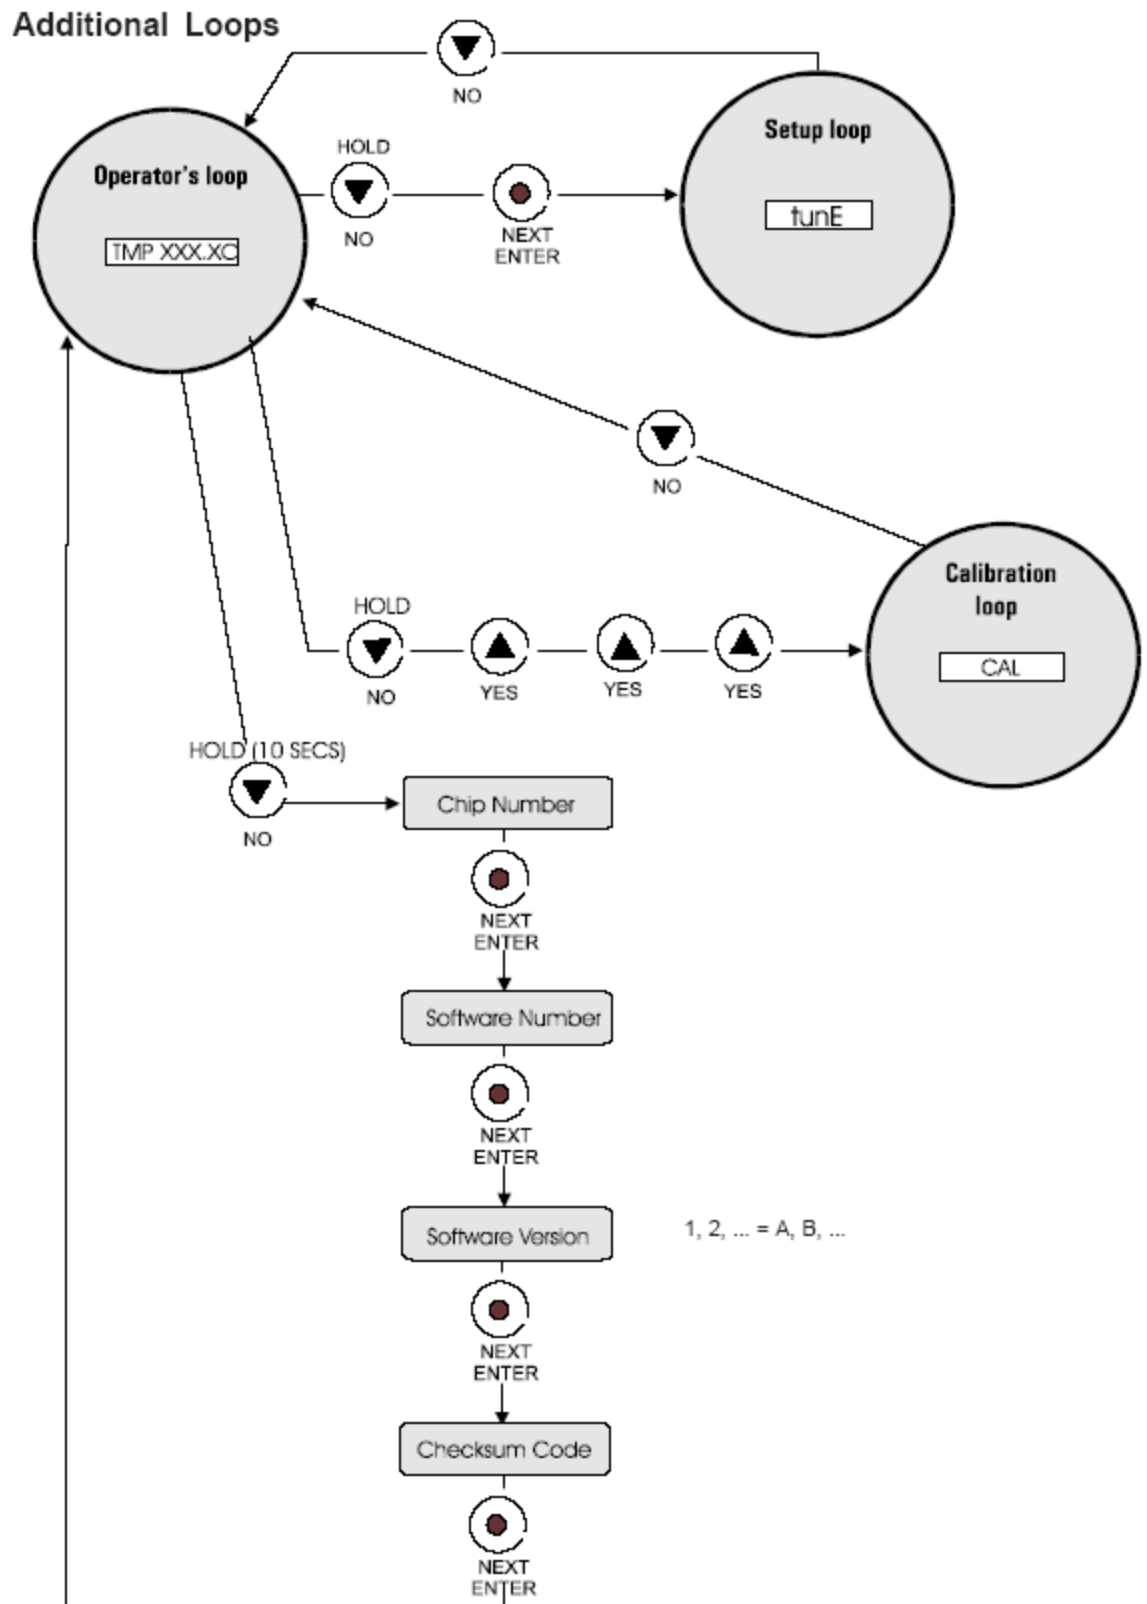 Additional Loops
NO
Setup loop
tunE
Operator's loop
TMP XXX.XC
HOLD
NO
NEXT
ENTER
NO
Calibration
loop
CAL
HOLD
NO
YES
YES
YES
HOLD (10 SECS)
NO
Chip Number
NEXT
ENTER
Software Number
NEXT
ENTER
Software Version
1, 2, ... = A, B, ...
NEXT
ENTER
Checksum Code
NEXT
ENTER